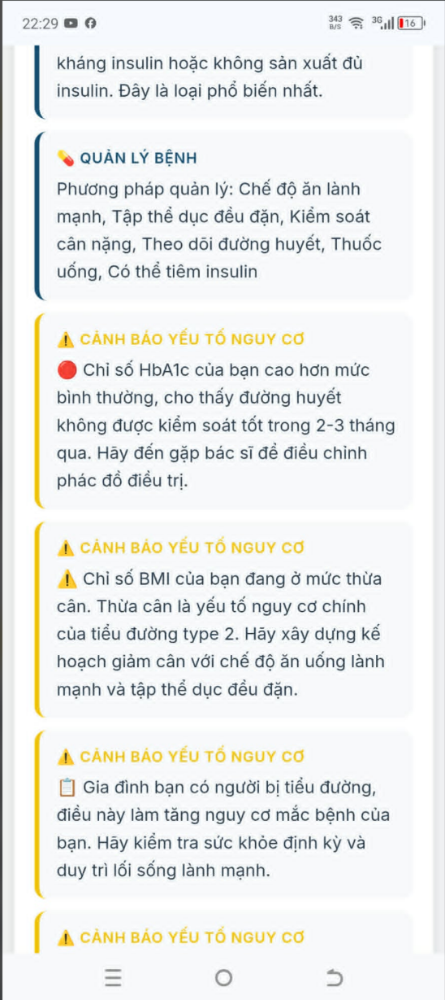 22:29
343
B/S
3G
16
kháng insulin hoặc không sản xuất đủ
insulin. Đây là loại phổ biến nhất.
💊 QUẢN LÝ BỆNH
Phương pháp quản lý: Chế độ ăn lành
mạnh, Tập thể dục đều đặn, Kiểm soát
cân nặng, Theo dõi đường huyết, Thuốc
uống, Có thể tiêm insulin
⚠️ CẢNH BÁO YẾU TỐ NGUY CƠ
🔴 Chỉ số HbA1c của bạn cao hơn mức
bình thường, cho thấy đường huyết
không được kiểm soát tốt trong 2-3 tháng
qua. Hãy đến gặp bác sĩ để điều chỉnh
phác đồ điều trị.
⚠️ CẢNH BÁO YẾU TỐ NGUY CƠ
⚠️ Chỉ số BMI của bạn đang ở mức thừa
cân. Thừa cân là yếu tố nguy cơ chính
của tiểu đường type 2. Hãy xây dựng kế
hoạch giảm cân với chế độ ăn uống lành
mạnh và tập thể dục đều đặn.
⚠️ CẢNH BÁO YẾU TỐ NGUY CƠ
📋 Gia đình bạn có người bị tiểu đường,
điều này làm tăng nguy cơ mắc bệnh của
bạn. Hãy kiểm tra sức khỏe định kỳ và
duy trì lối sống lành mạnh.
⚠️ CẢNH BÁO YẾU TỐ NGUY CƠ